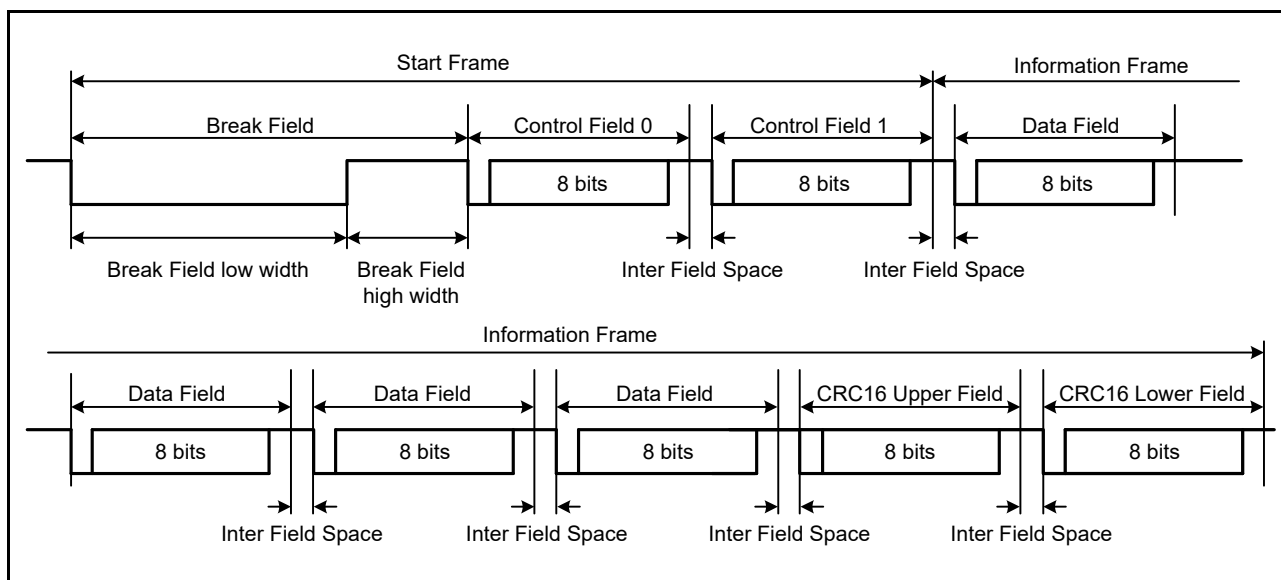 Start Frame
Information Frame
Break Field
Control Field 0
Control Field 1
Data Field
8 bits
8 bits
8 bits
Break Field low width
Break Field
high width
Inter Field Space
Inter Field Space
Information Frame
Data Field
Data Field
Data Field
CRC16 Upper Field
CRC16 Lower Field
8 bits
8 bits
8 bits
8 bits
8 bits
Inter Field Space
Inter Field Space
Inter Field Space
Inter Field Space